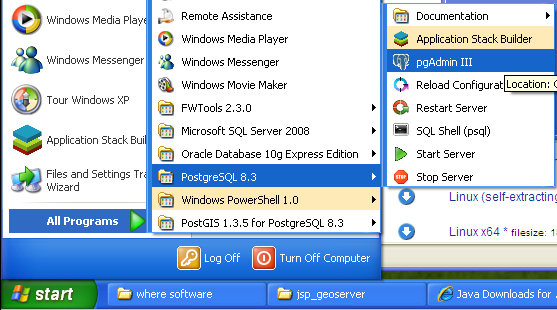 Windows Media Player
Windows Messenger
Tour Windows XP
Application Stack Builder
Files and Settings Tra
Wizard
All Programs
Remote Assistance
Windows Media Player
Windows Messenger
Windows Movie Maker
FWTools 2.3.0
Microsoft SQL Server 2008
Oracle Database 10g Express Edition
PostgreSQL 8.3
Windows PowerShell 1.0
PostGIS 1.3.5 for PostgreSQL 8.3
Documentation
Application Stack Builder
pgAdmin III
Reload Configurat
Location: C
Restart Server
SQL Shell (psql)
Start Server
Stop Server
Linux (self-extracting
Linux x64 * filesize: 18
Log Off
Turn Off Computer
start
where software
jsp_geoserver
Java Downloads for